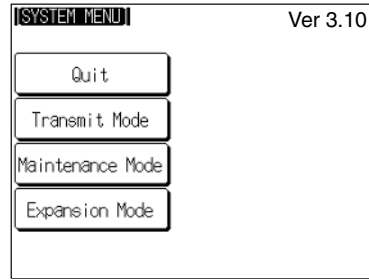 [SYSTEM MENU]
Ver 3.10
Quit
Transmit Mode
Maintenance Mode
Expansion Mode